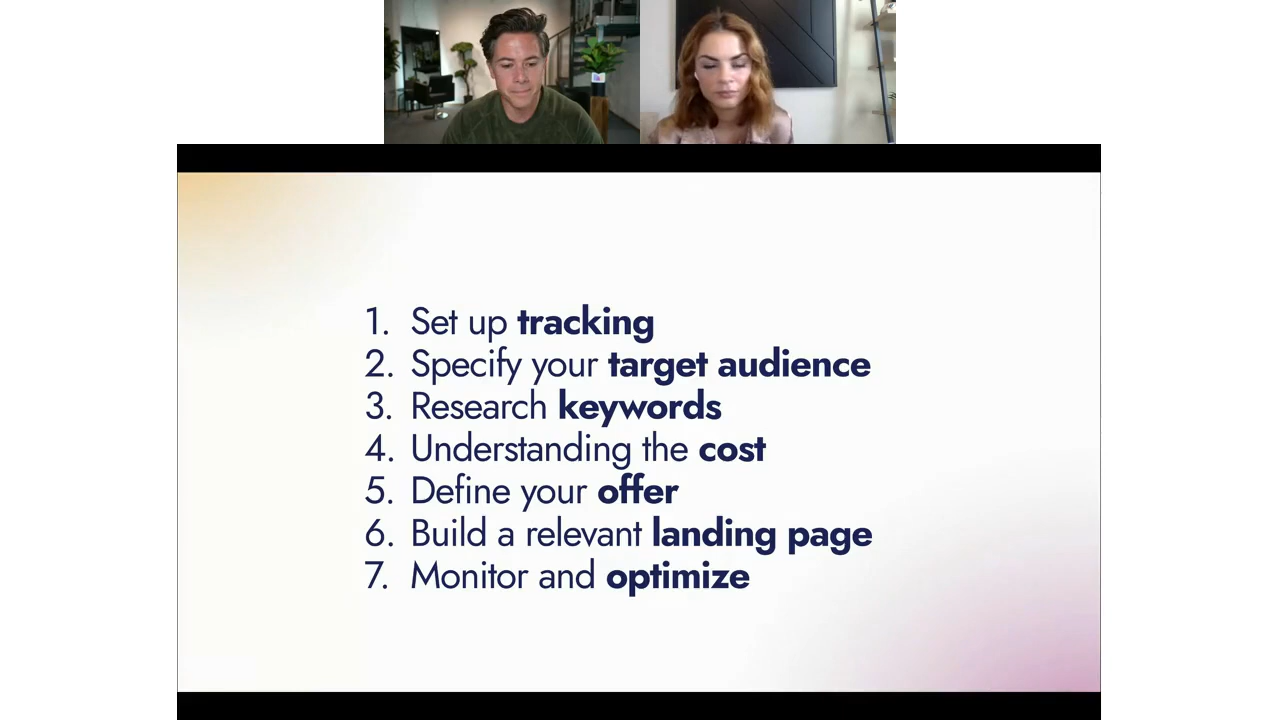 1. Set up tracking
2. Specify your target audience
3. Research keywords
4. Understanding the cost
5. Define your offer
6. Build a relevant landing page
7. Monitor and optimize